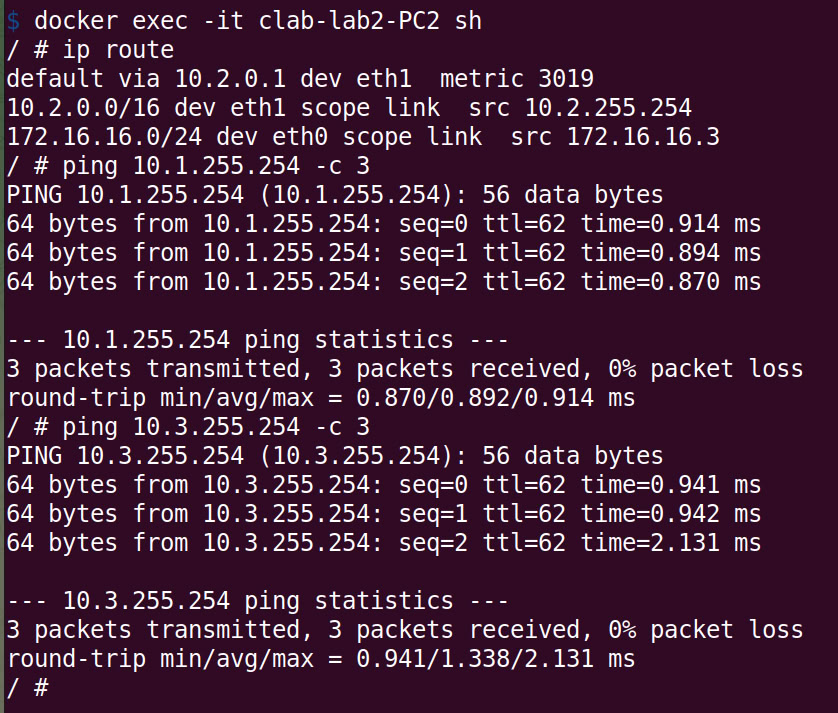 $ docker exec -it clab-lab2-PC2 sh
/ # ip route
default via 10.2.0.1 dev eth1  metric 3019
10.2.0.0/16 dev eth1 scope link  src 10.2.255.254
172.16.16.0/24 dev eth0 scope link  src 172.16.16.3
/ # ping 10.1.255.254 -c 3
PING 10.1.255.254 (10.1.255.254): 56 data bytes
64 bytes from 10.1.255.254: seq=0 ttl=62 time=0.914 ms
64 bytes from 10.1.255.254: seq=1 ttl=62 time=0.894 ms
64 bytes from 10.1.255.254: seq=2 ttl=62 time=0.870 ms

--- 10.1.255.254 ping statistics ---
3 packets transmitted, 3 packets received, 0% packet loss
round-trip min/avg/max = 0.870/0.892/0.914 ms
/ # ping 10.3.255.254 -c 3
PING 10.3.255.254 (10.3.255.254): 56 data bytes
64 bytes from 10.3.255.254: seq=0 ttl=62 time=0.941 ms
64 bytes from 10.3.255.254: seq=1 ttl=62 time=0.942 ms
64 bytes from 10.3.255.254: seq=2 ttl=62 time=2.131 ms

--- 10.3.255.254 ping statistics ---
3 packets transmitted, 3 packets received, 0% packet loss
round-trip min/avg/max = 0.941/1.338/2.131 ms
/ #